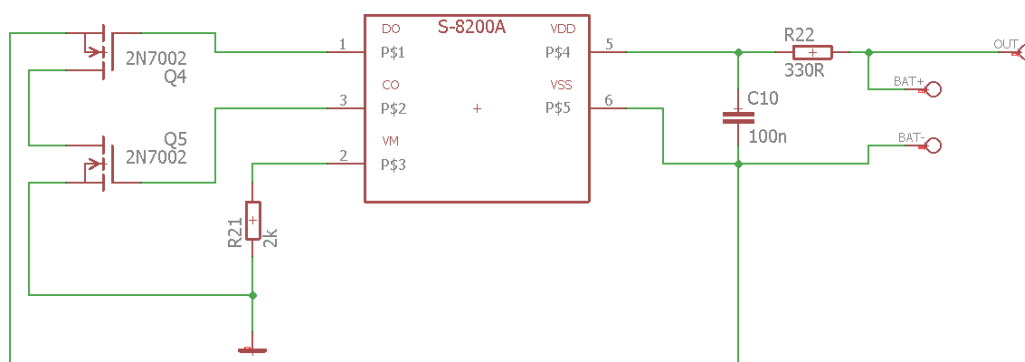 DO
S-8200A
VDD
1
P$1
P$4
5
R22
330R
OUT
2N7002
Q4
CO
VSS
3
P$2
P$5
6
BAT+
C10
100n
Q5
2N7002
VM
2
P$3
BAT-
R21
2k